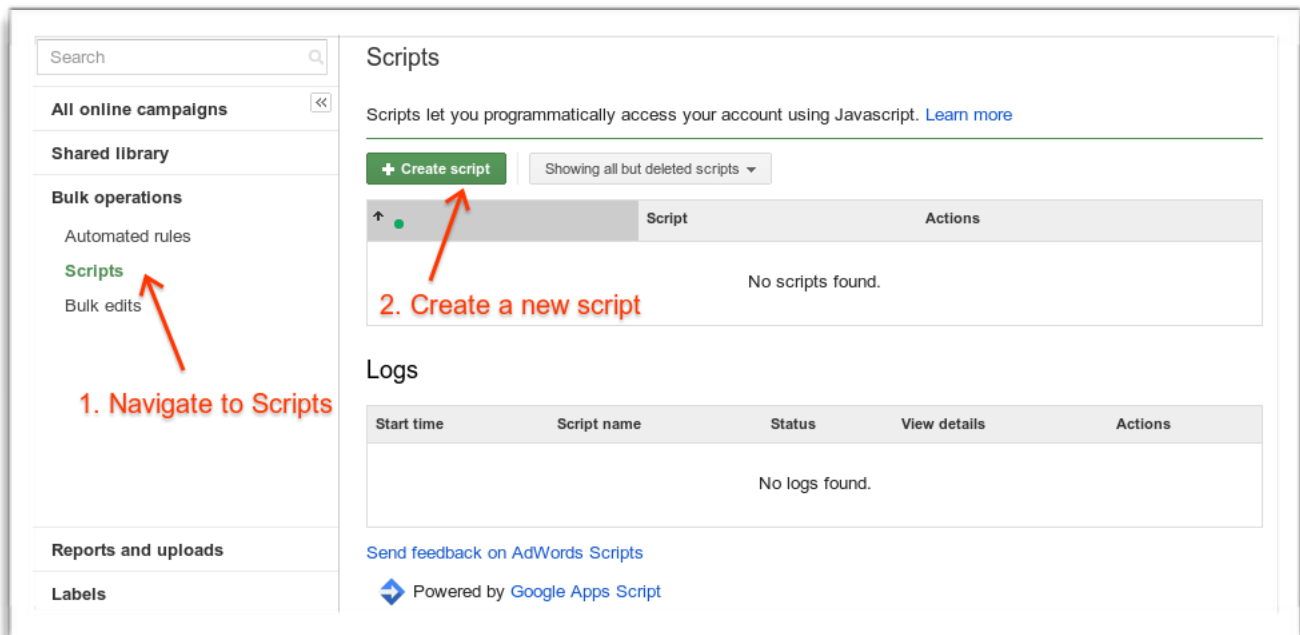 Search
All online campaigns
Shared library
Bulk operations
Automated rules
Scripts
Bulk edits
1. Navigate to Scripts
Reports and uploads
Labels
Scripts
Scripts let you programmatically access your account using Javascript. Learn more
Create script
Showing all but deleted scripts
Script Actions
No scripts found.
2. Create a new script
Logs
Start time Script name Status View details Actions
No logs found.
Send feedback on AdWords Scripts
Powered by Google Apps Script